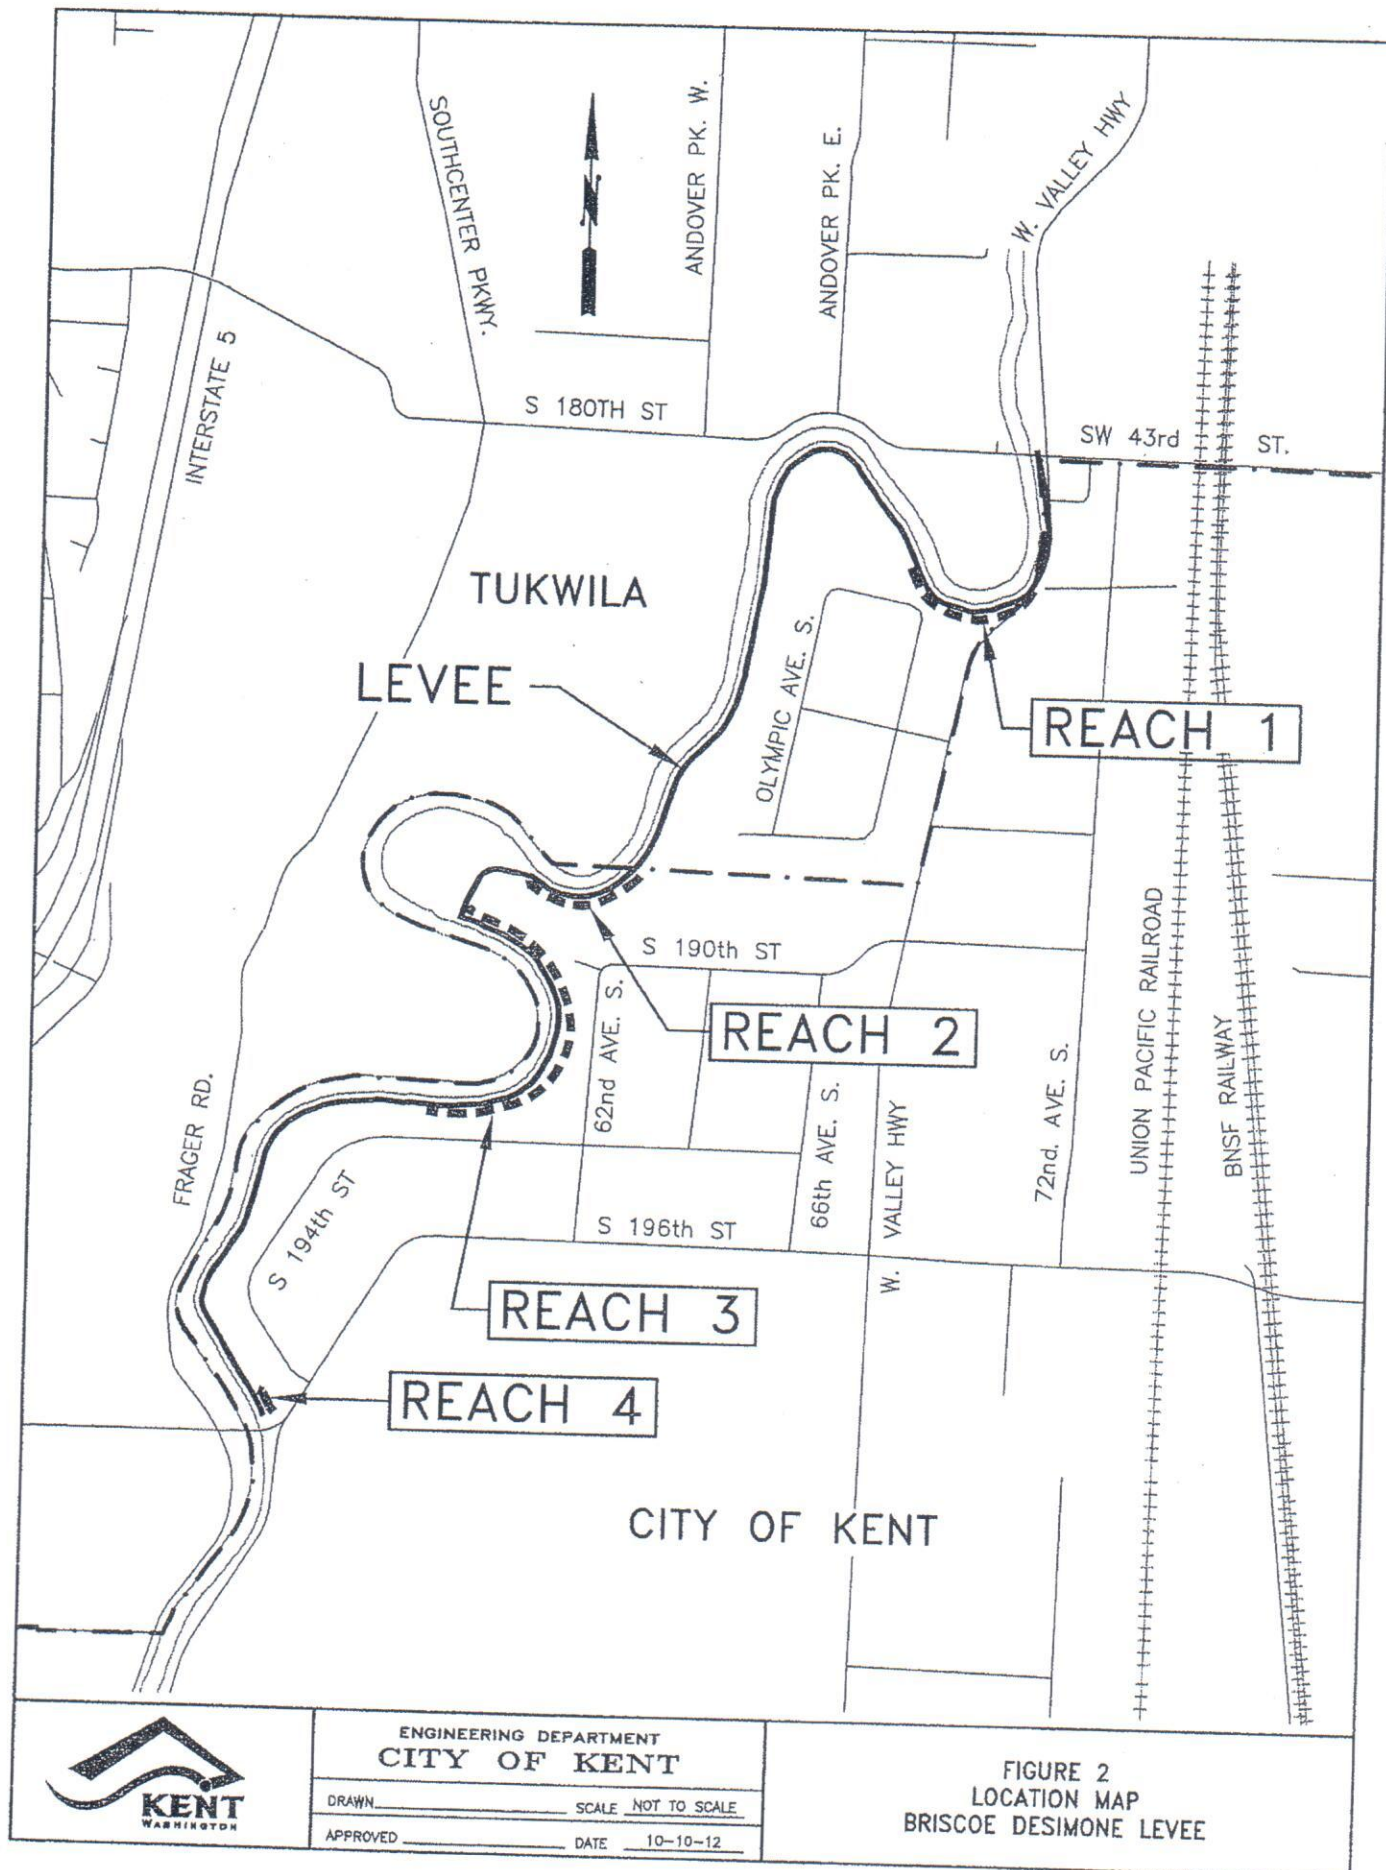 SOUTHCENTER PKWY.
N
ANDOVER PK. W.
ANDOVER PK. E.
W. VALLEY HWY
INTERSTATE 5
S 180TH ST
SW 43rd ST.
TUKWILA
LEVEE
OLYMPIC AVE. S.
REACH 1
S 190th ST
REACH 2
62nd AVE. S.
66th AVE. S.
W. VALLEY HWY
72nd. AVE. S.
UNION PACIFIC RAILROAD
BNSF RAILWAY
FRAGER RD.
S 194th ST
S 196th ST
REACH 3
REACH 4
CITY OF KENT
KENT
WASHINGTON
ENGINEERING DEPARTMENT
CITY OF KENT
DRAWN SCALE NOT TO SCALE
APPROVED DATE 10-10-12
FIGURE 2
LOCATION MAP
BRISCOE DESIMONE LEVEE